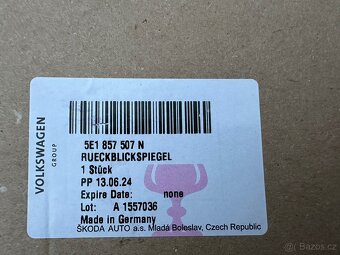 VOLKSWAGEN
GROUP
5E1 857 507 N
RUECKBLICKSPIEGEL
1 Stück
PP 13.06.24
Expire Date: none
Lot: A 1557036
Made in Germany
ŠKODA AUTO a.s. Mladá Boleslav, Czech Republic
Sbazoš.cz